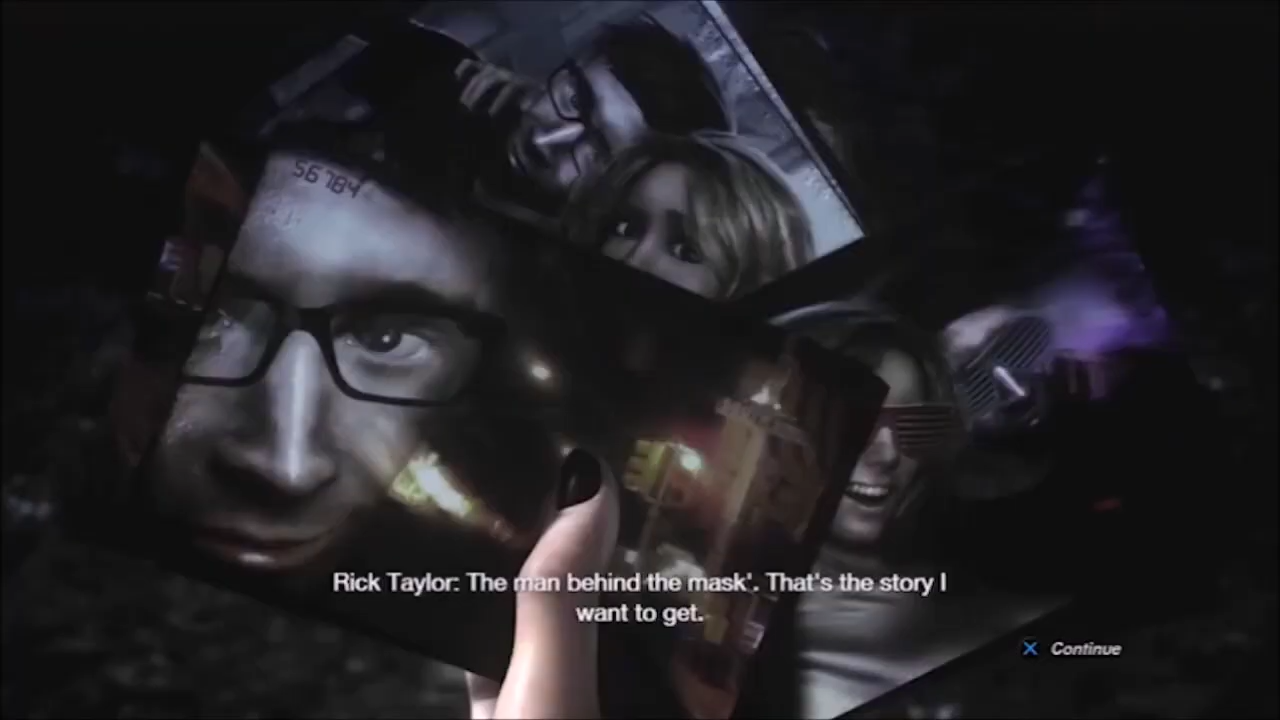 56784
Rick Taylor: The man behind the mask'. That's the story I
want to get.
Continue